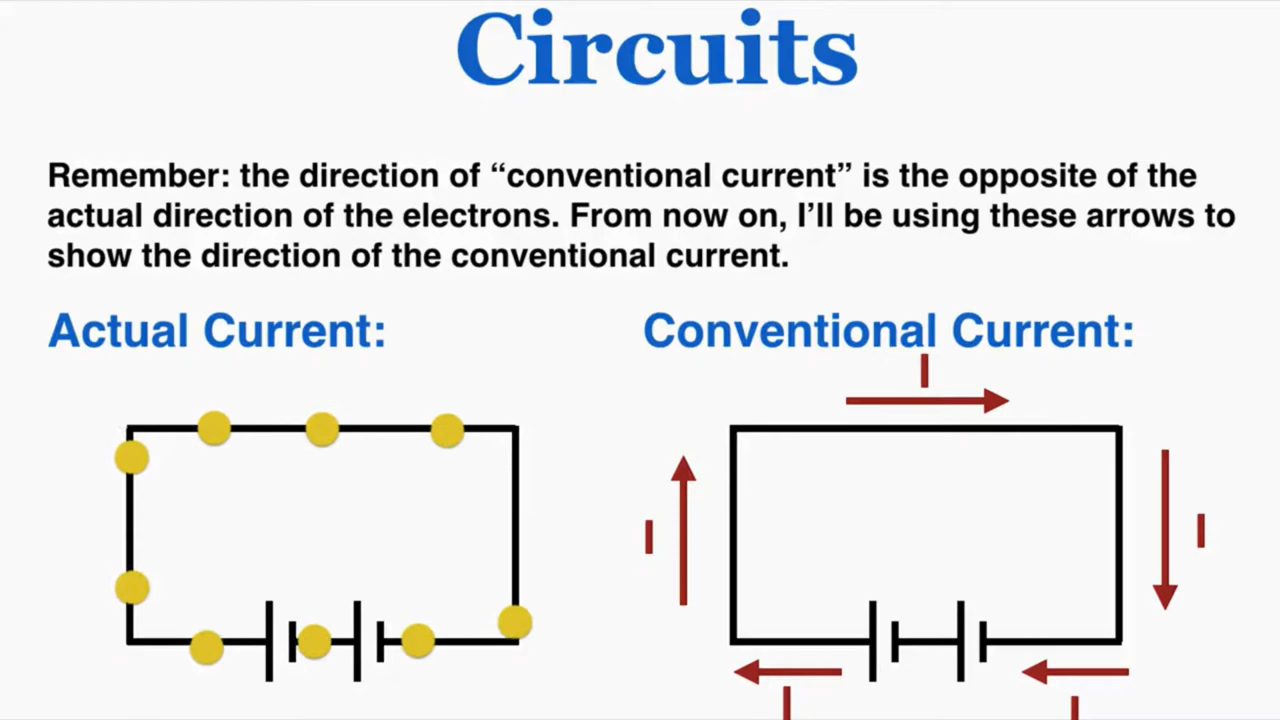 Circuits
Remember: the direction of “conventional current” is the opposite of the
actual direction of the electrons. From now on, I’ll be using these arrows to
show the direction of the conventional current.
Actual Current:
Conventional Current:
I
I
I
I
I